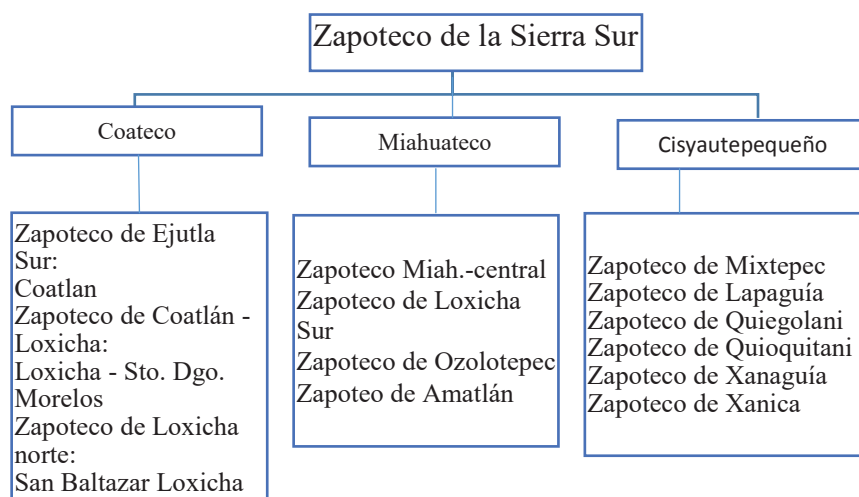 Zapoteco de la Sierra Sur
Coateco
Miahuateco
Cisyautepequeño
Zapoteco de Ejutla
Sur:
Coatlan
Zapoteco de Coatlán -
Loxicha:
Loxicha - Sto. Dgo.
Morelos
Zapoteco de Loxicha
norte:
San Baltazar Loxicha
Zapoteco Miah.-central
Zapoteco de Loxicha
Sur
Zapoteco de Ozolotepec
Zapoteo de Amatlán
Zapoteco de Mixtepec
Zapoteco de Lapaguía
Zapoteco de Quiegolani
Zapoteco de Quioquitani
Zapoteco de Xanaguía
Zapoteco de Xanica